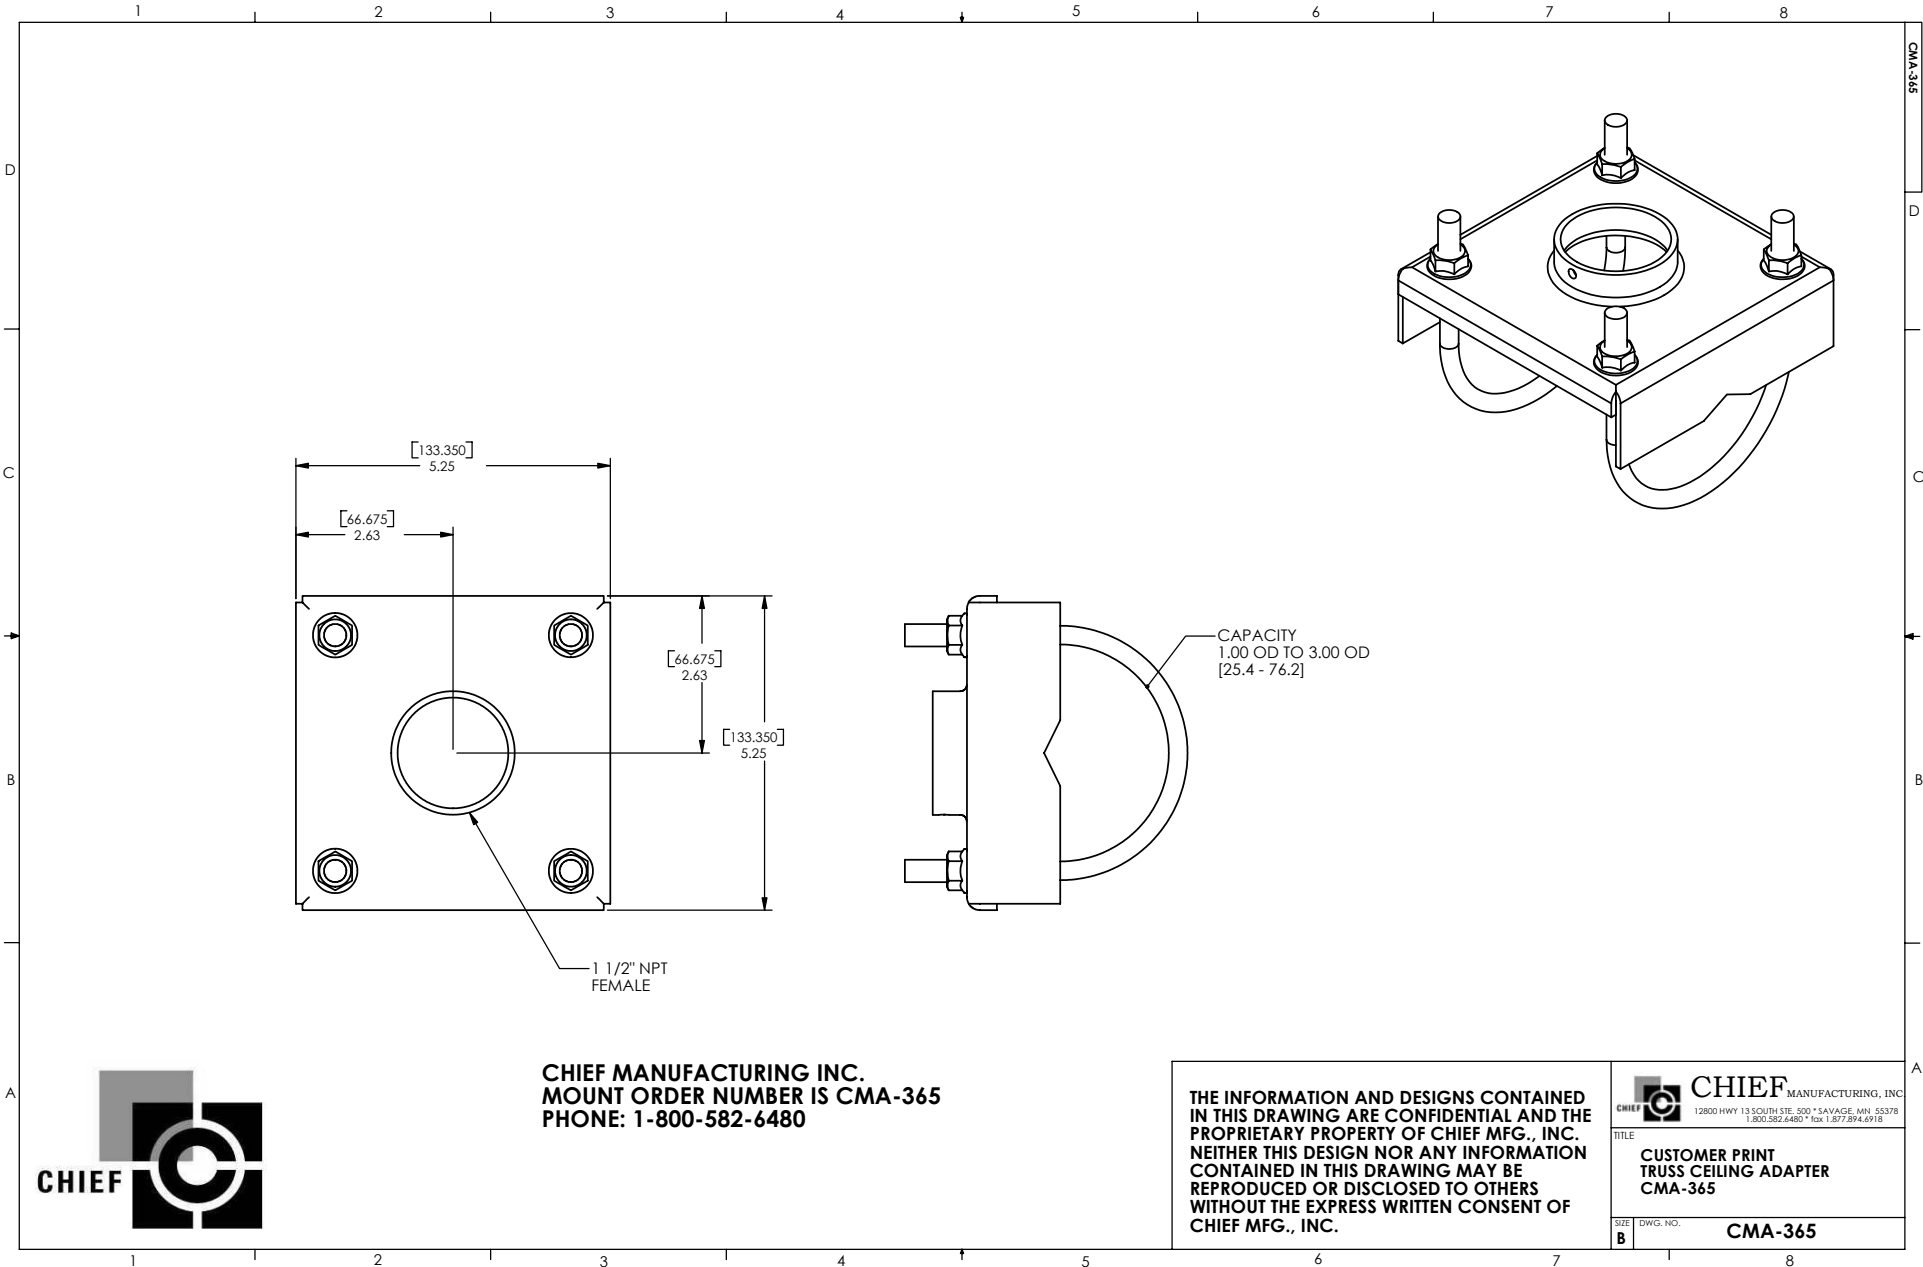 1 2 3 4 5 6 7 8
CMA-365
D
D
[133.350]
5.25
C
C
[66.675]
2.63
CAPACITY
1.00 OD TO 3.00 OD
[25.4 - 76.2]
[66.675]
2.63
[133.350]
5.25
B
B
1 1/2" NPT
FEMALE
A
A
CHIEF
CHIEF MANUFACTURING INC.
MOUNT ORDER NUMBER IS CMA-365
PHONE: 1-800-582-6480
THE INFORMATION AND DESIGNS CONTAINED
IN THIS DRAWING ARE CONFIDENTIAL AND THE
PROPRIETARY PROPERTY OF CHIEF MFG., INC.
NEITHER THIS DESIGN NOR ANY INFORMATION
CONTAINED IN THIS DRAWING MAY BE
REPRODUCED OR DISCLOSED TO OTHERS
WITHOUT THE EXPRESS WRITTEN CONSENT OF
CHIEF MFG., INC.
CHIEF
CHIEF MANUFACTURING, INC.
12800 HWY 13 SOUTH STE. 500 * SAVAGE, MN 55378
1.800.582.6480 * fax 1.877.894.6918
TITLE
CUSTOMER PRINT
TRUSS CEILING ADAPTER
CMA-365
SIZE
B
DWG. NO.
CMA-365
1 2 3 4 5 6 7 8